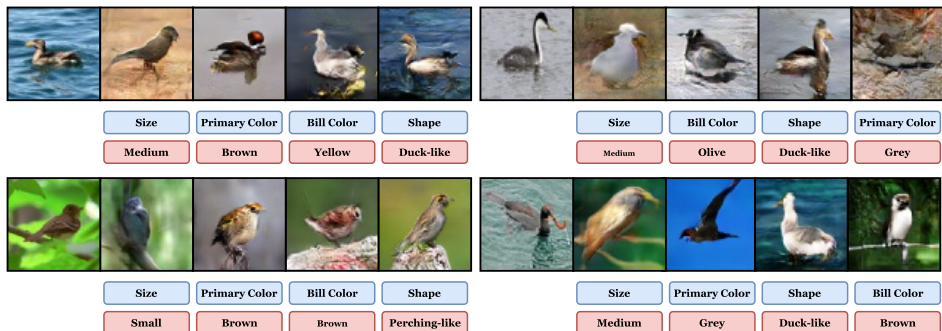 Size Primary Color Bill Color Shape
Medium Brown Yellow Duck-like
Size Bill Color Shape Primary Color
Medium Olive Duck-like Grey
Size Primary Color Bill Color Shape
Small Brown Brown Perching-like
Size Primary Color Shape Bill Color
Medium Grey Duck-like Brown